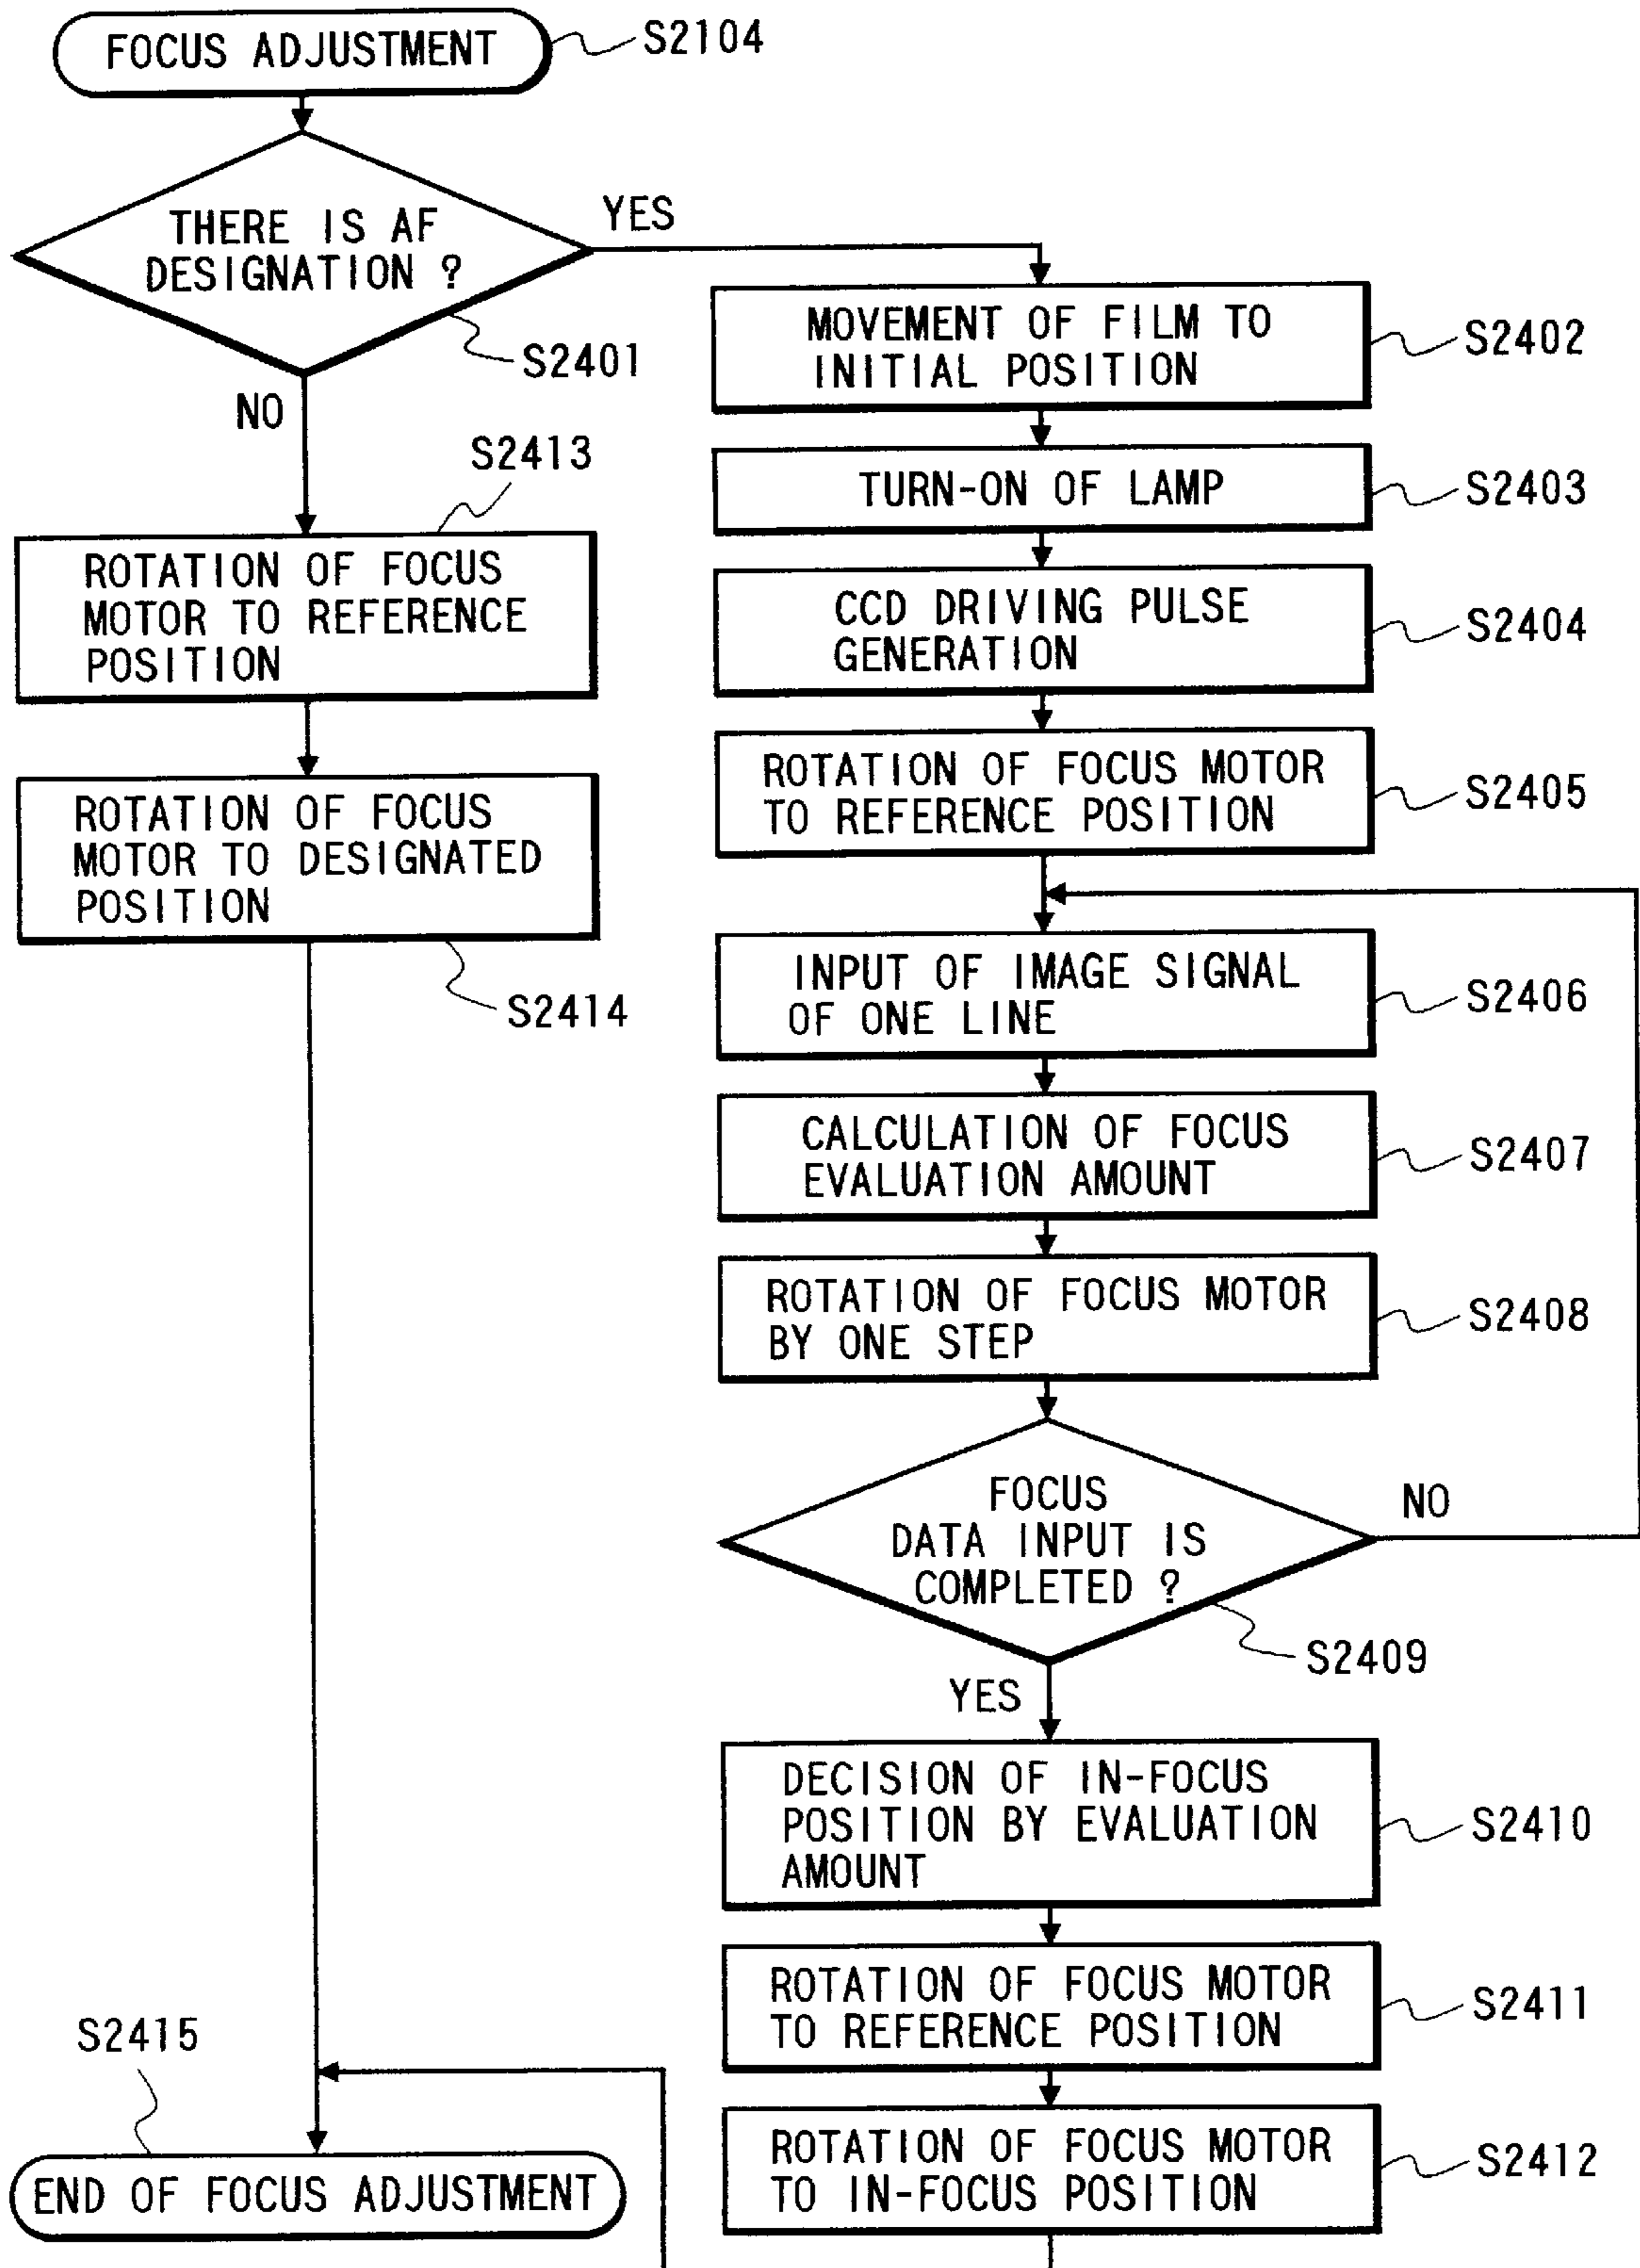 FOCUS ADJUSTMENT
S2104
THERE IS AF
DESIGNATION ?
S2401
YES
NO
S2413
ROTATION OF FOCUS
MOTOR TO REFERENCE
POSITION
ROTATION OF FOCUS
MOTOR TO DESIGNATED
POSITION
S2414
MOVEMENT OF FILM TO
INITIAL POSITION
S2402
TURN-ON OF LAMP
S2403
CCD DRIVING PULSE
GENERATION
S2404
ROTATION OF FOCUS MOTOR
TO REFERENCE POSITION
S2405
INPUT OF IMAGE SIGNAL
OF ONE LINE
S2406
CALCULATION OF FOCUS
EVALUATION AMOUNT
S2407
ROTATION OF FOCUS MOTOR
BY ONE STEP
S2408
FOCUS
DATA INPUT IS
COMPLETED ?
NO
S2409
YES
DECISION OF IN-FOCUS
POSITION BY EVALUATION
AMOUNT
S2410
ROTATION OF FOCUS MOTOR
TO REFERENCE POSITION
S2411
ROTATION OF FOCUS MOTOR
TO IN-FOCUS POSITION
S2412
S2415
END OF FOCUS ADJUSTMENT